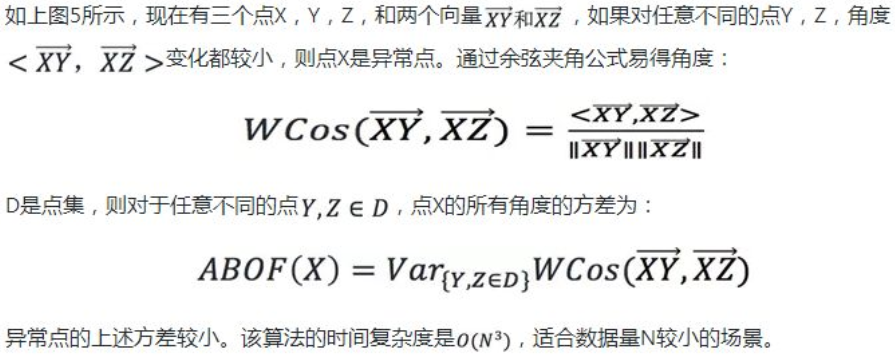 如上图5所示，现在有三个点X，Y，Z，和两个向量$\overrightarrow{XY}$和$\overrightarrow{XZ}$，如果对任意不同的点Y，Z，角度
$<\overrightarrow{XY}，\overrightarrow{XZ}>$变化都较小，则点X是异常点。通过余弦夹角公式易得角度：
$WCos(\overrightarrow{XY},\overrightarrow{XZ}) = \frac{<\overrightarrow{XY},\overrightarrow{XZ}>}{\|\overrightarrow{XY}\|\|\overrightarrow{XZ}\|}$
D是点集，则对于任意不同的点$Y,Z \in D$，点X的所有角度的方差为：
$ABOF(X) = Var_{\{Y,Z \in D\}}WCos(\overrightarrow{XY},\overrightarrow{XZ})$
异常点的上述方差较小。该算法的时间复杂度是$O(N^3)$，适合数据量N较小的场景。